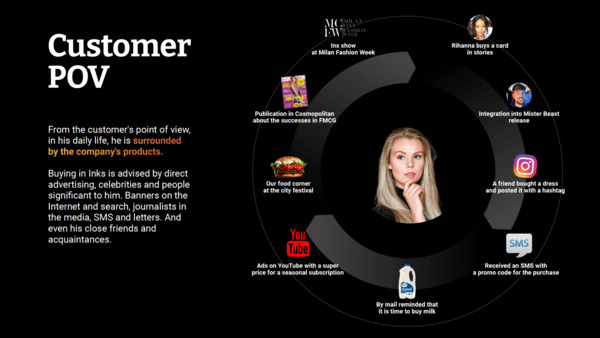 Customer
POV
From the customer's point of view,
in his daily life, he is surrounded
by the company's products.
Buying in Inks is advised by direct
advertising, celebrities and people
significant to him. Banners on the
Internet and search, journalists in
the media, SMS and letters. And
even his close friends and
acquaintances.
Inx show
at Milan Fashion Week
Rihanna buys a card
in stories
Publication in Cosmopolitan
about the successes in FMCG
Integration into Mister Beast
release
Our food corner
at the city festival
A friend bought a dress
and posted it with a hashtag
You
Tube
Ads on YouTube with a super
price for a seasonal subscription
SMS
Received an SMS with
a promo code for the purchase
By mail reminded that
it is time to buy milk